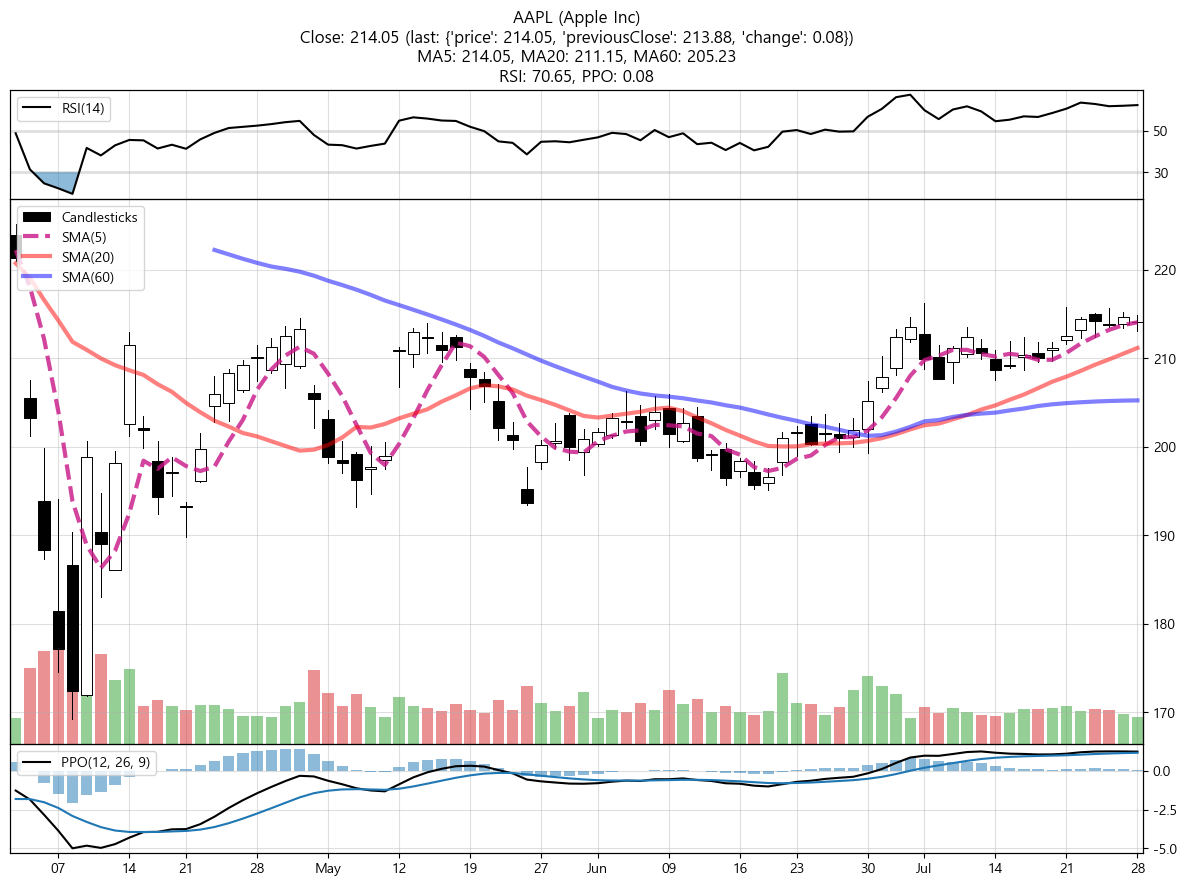 AAPL (Apple Inc)
Close: 214.05 (last: {'price': 214.05, 'previousClose': 213.88, 'change': 0.08})
MA5: 214.05, MA20: 211.15, MA60: 205.23
RSI: 70.65, PPO: 0.08
RSI(14)
50
30
Candlesticks
SMA(5)
SMA(20)
SMA(60)
220
210
200
190
180
170
PPO(12, 26, 9)
0.0
-2.5
-5.0
07 14 21 28 May 12 19 27 Jun 09 16 23 30 Jul 14 21 28